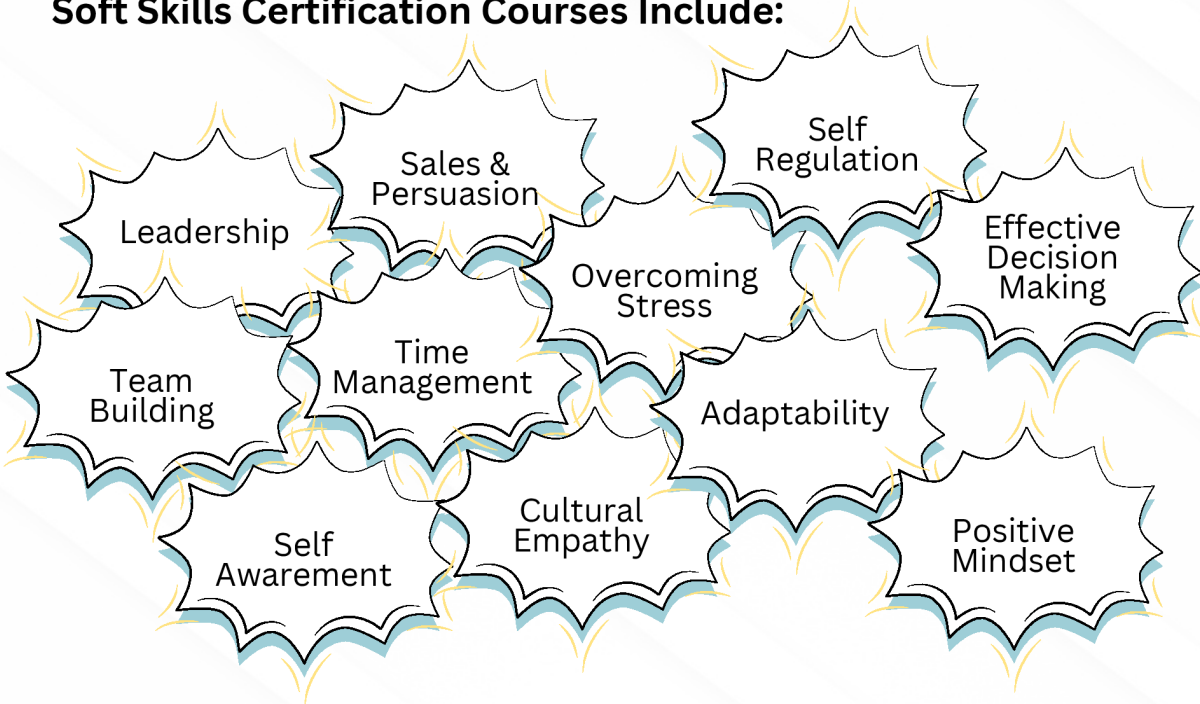 Soft Skills Certification Courses Include:
Leadership
Sales &
Persuasion
Self
Regulation
Effective
Decision
Making
Overcoming
Stress
Team
Building
Time
Management
Adaptability
Self
Awarement
Cultural
Empathy
Positive
Mindset